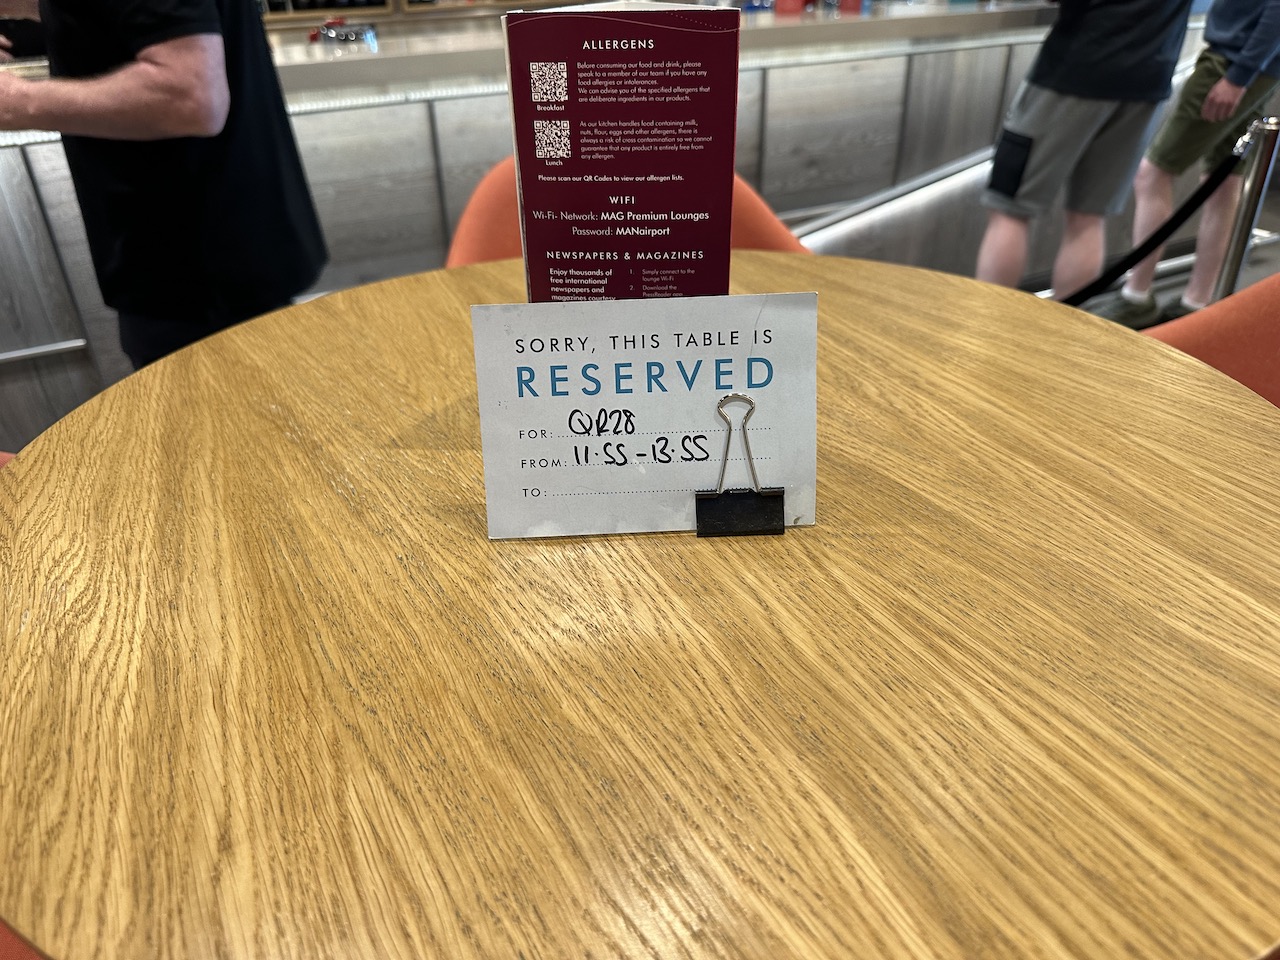 ALLERGENS
Before consuming our food and drink, please
speak to a member of our team if you have any
food allergies or intolerances.
We can advise you of the specified allergens that
are deliberate ingredients in our products.
Breakfast
As our kitchen handles food containing milk,
nuts, flour, eggs and other allergens, there is
always a risk of cross contamination so we cannot
guarantee that any product is entirely free from
any allergen.
Lunch
Please scan our QR Codes to view our allergen lists.
WIFI
Wi-Fi- Network: MAG Premium Lounges
Password: MANairport
NEWSPAPERS & MAGAZINES
Enjoy thousands of
free international
newspapers and
magazines courtesy
1. Simply connect to the
lounge Wi-Fi
2. Download the
PressReader app
SORRY, THIS TABLE IS
RESERVED
FOR: QR28
FROM: 11.55-13.55
TO: